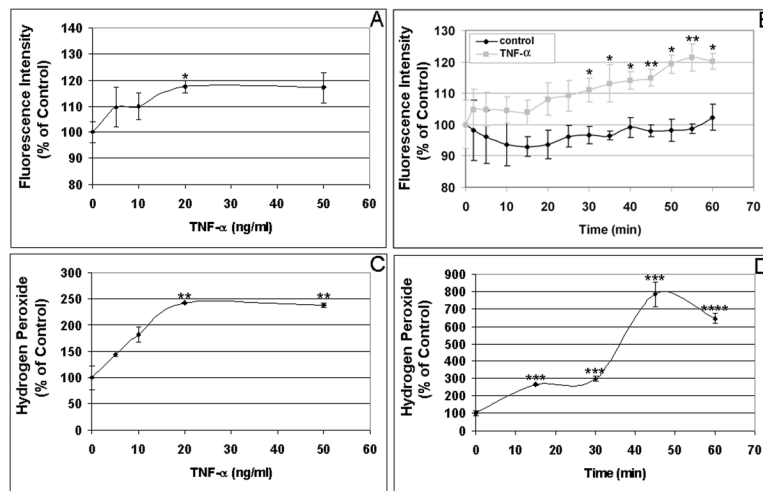 A
Fluorescence Intensity
(% of Control)
140
130
120
110
100
90
80
*
0 10 20 30 40 50 60
TNF-α (ng/ml)
B
Fluorescence Intensity
(% of Control)
130
120
110
100
90
80
control
TNF-α
* * * ** * ** *
0 10 20 30 40 50 60 70
Time (min)
C
Hydrogen Peroxide
(% of Control)
300
250
200
150
100
50
0
** **
0 10 20 30 40 50 60
TNF-α (ng/ml)
D
Hydrogen Peroxide
(% of Control)
900
800
700
600
500
400
300
200
100
0
*** *** *** ****
0 10 20 30 40 50 60 70
Time (min)